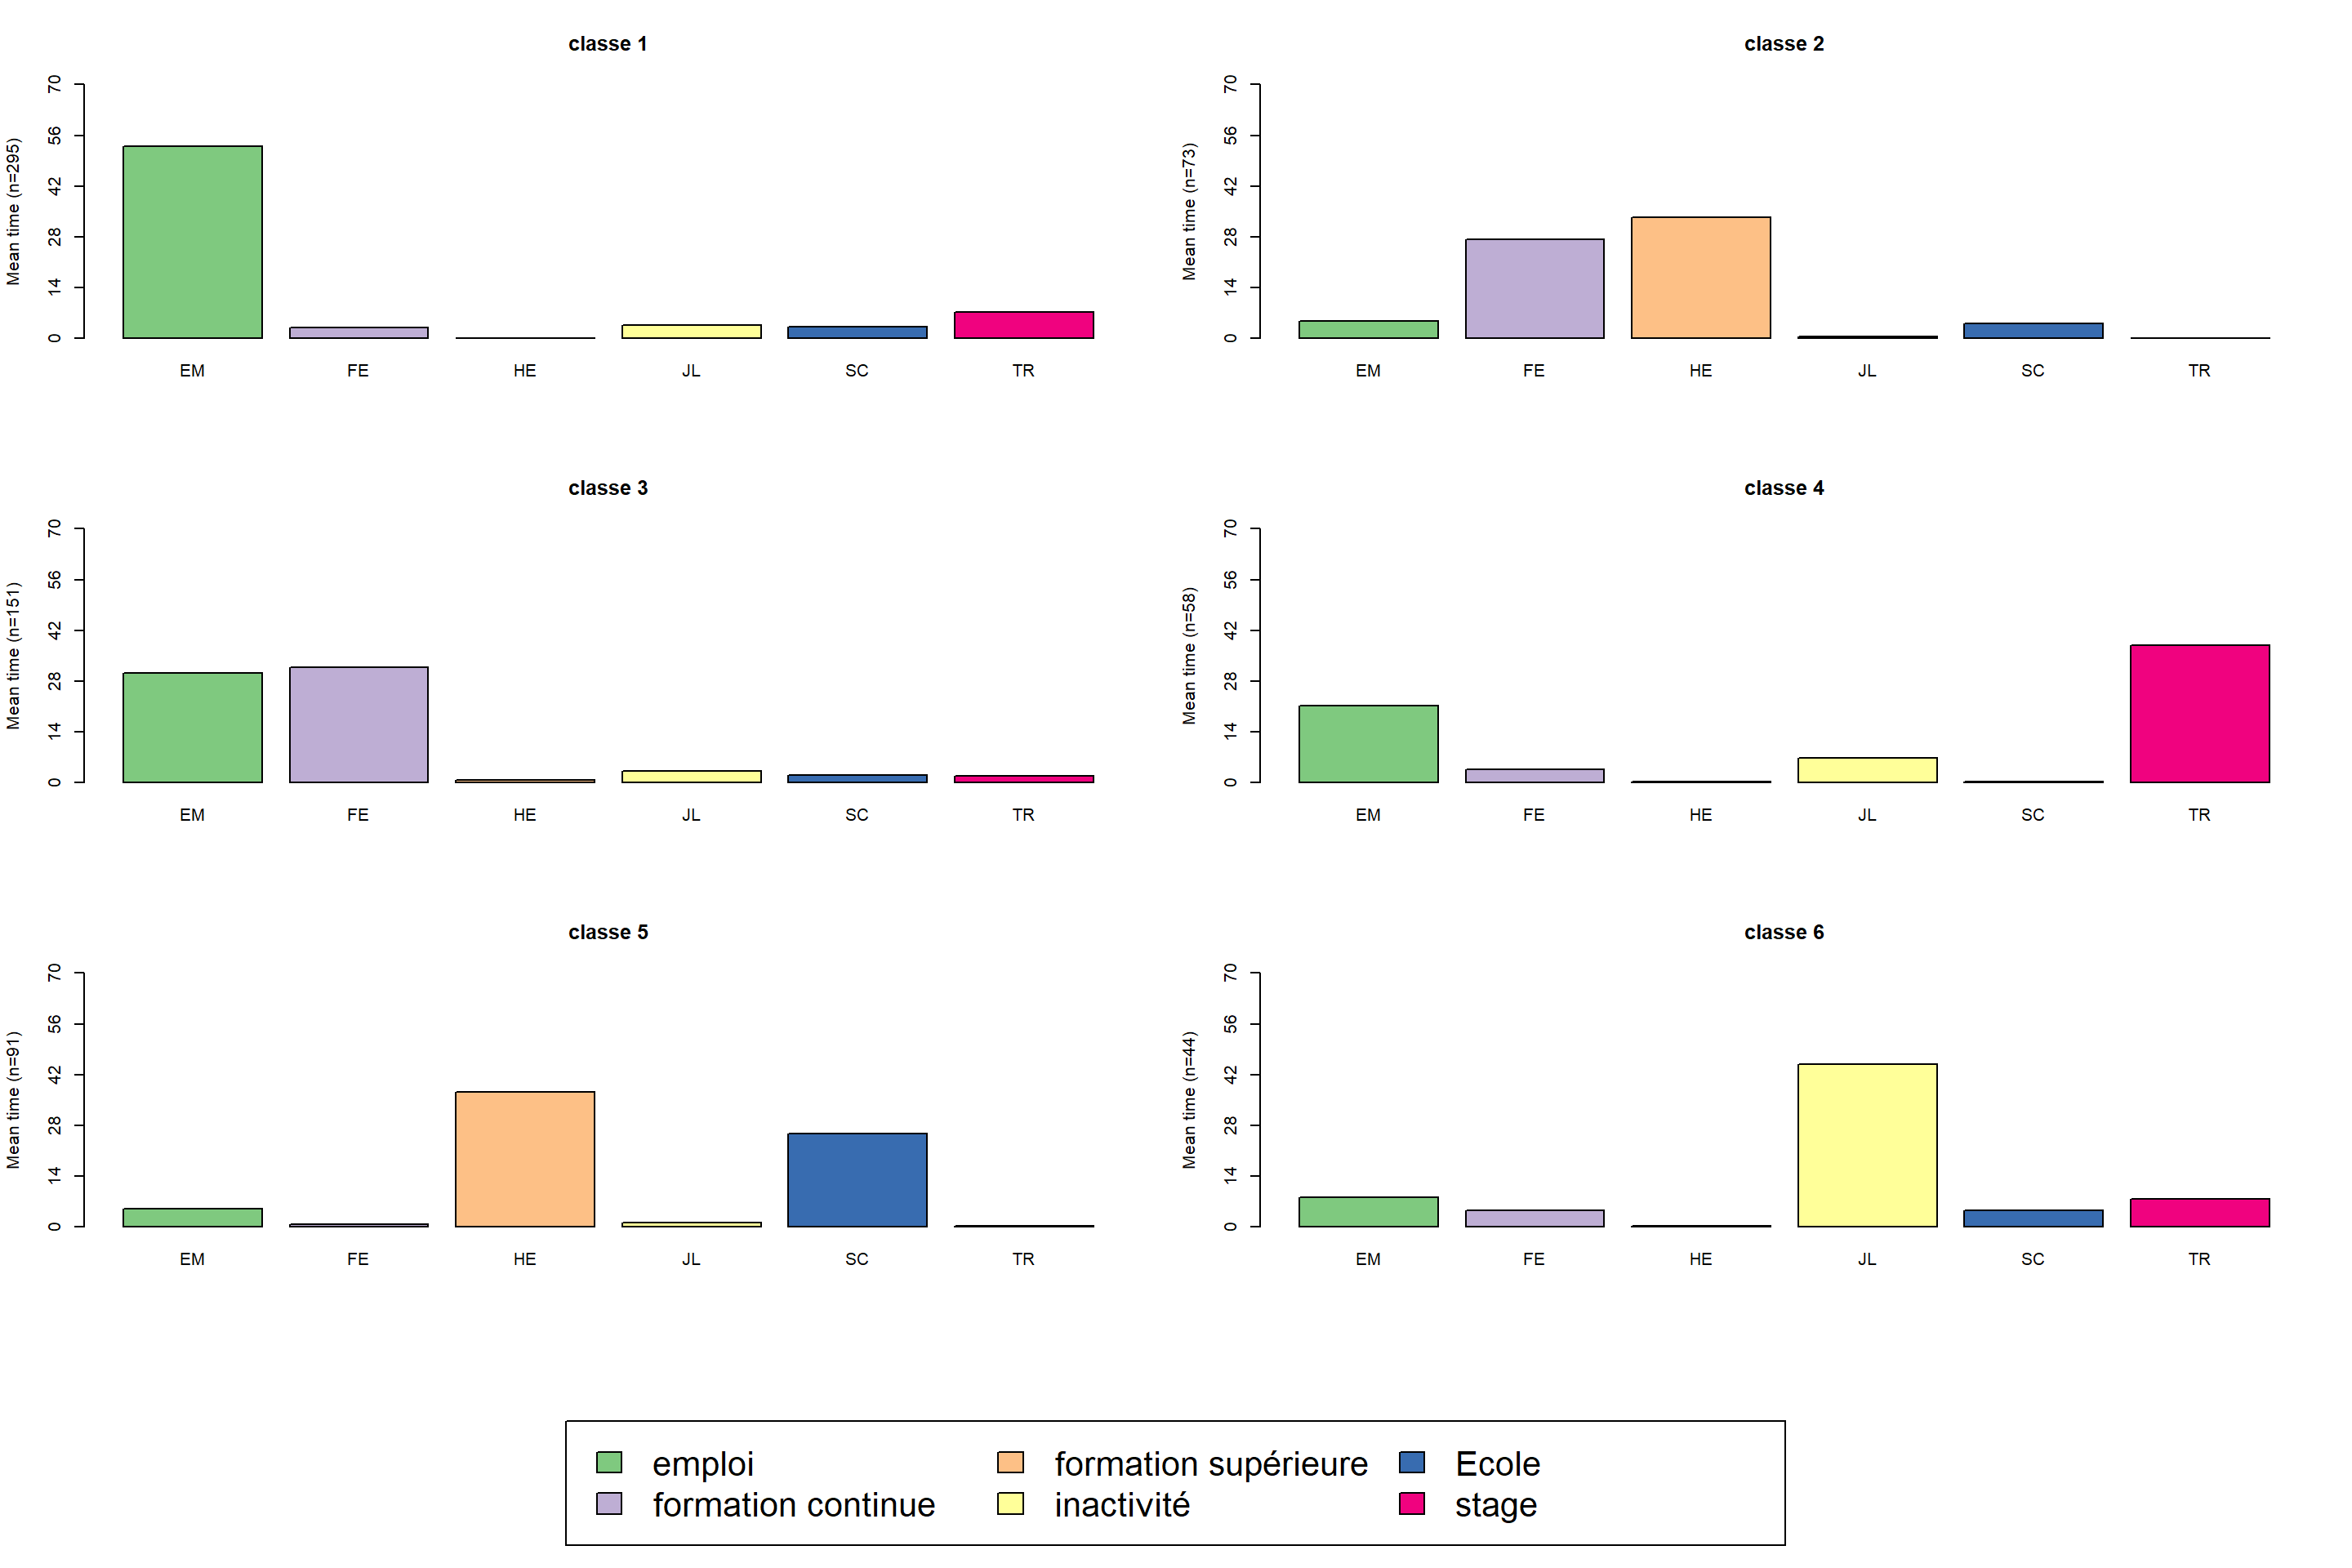 classe 1
Mean time (n=295)
70
56
42
28
14
0
EM FE HE JL SC TR
classe 2
Mean time (n=73)
70
56
42
28
14
0
EM FE HE JL SC TR
classe 3
Mean time (n=151)
70
56
42
28
14
0
EM FE HE JL SC TR
classe 4
Mean time (n=58)
70
56
42
28
14
0
EM FE HE JL SC TR
classe 5
Mean time (n=91)
70
56
42
28
14
0
EM FE HE JL SC TR
classe 6
Mean time (n=44)
70
56
42
28
14
0
EM FE HE JL SC TR
emploi formation supérieure Ecole
formation continue inactivité stage